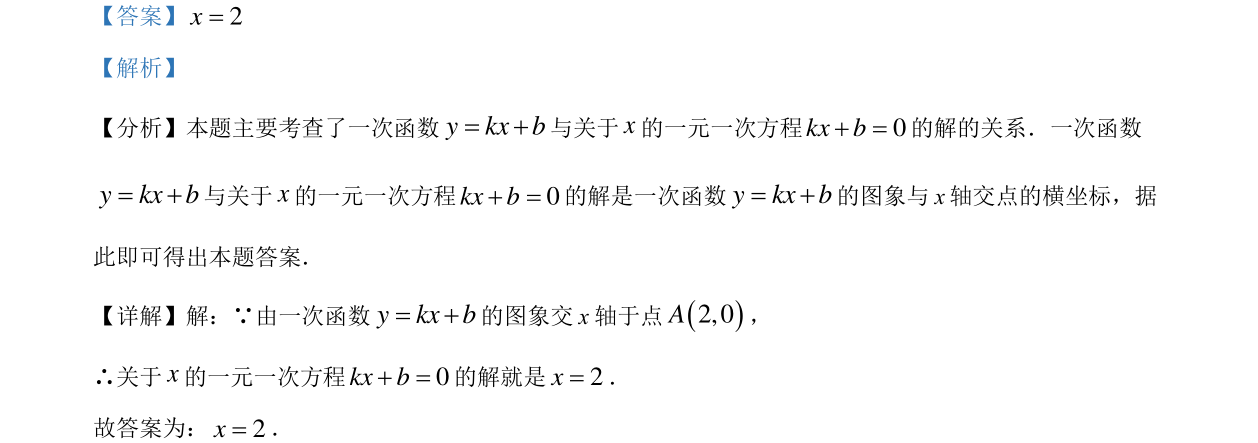 【答案】x = 2
【解析】
【分析】本题主要考查了一次函数 y = kx + b 与关于 x 的一元一次方程 kx + b = 0 的解的关系．一次函数
y = kx + b 与关于 x 的一元一次方程 kx + b = 0 的解是一次函数 y = kx + b 的图象与 x 轴交点的横坐标，据
此即可得出本题答案．
【详解】解：∵由一次函数 y = kx + b 的图象交 x 轴于点 A(2,0)，
∴关于 x 的一元一次方程 kx + b = 0 的解就是 x = 2．
故答案为：x = 2．